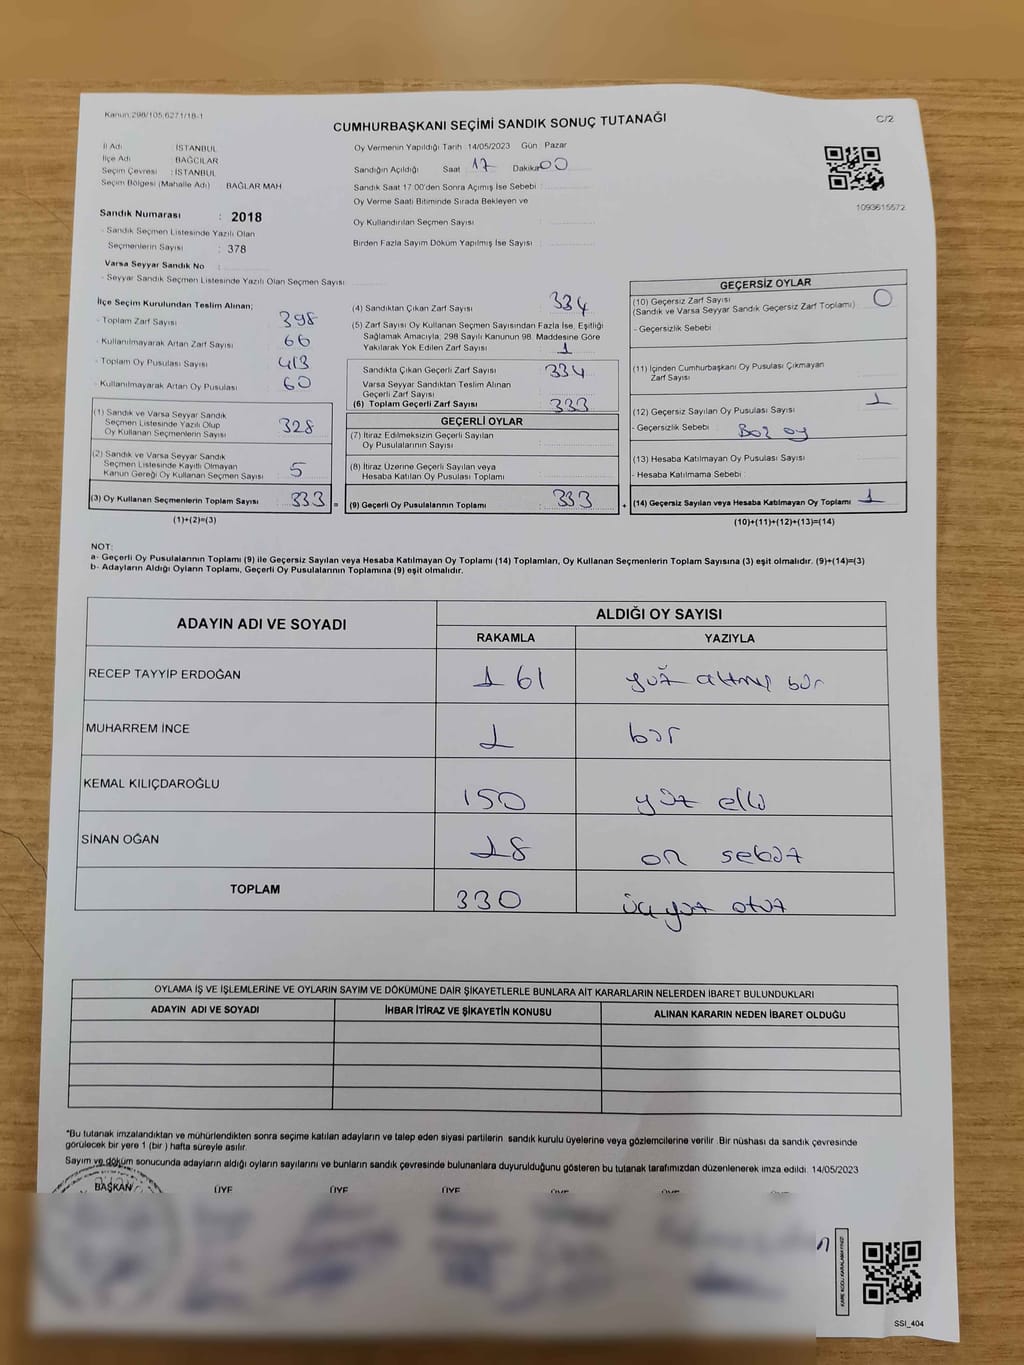 Kanun:298/105,6271/18-1
CUMHURBAŞKANI SEÇİMİ SANDIK SONUÇ TUTANAĞI
C/2
İl Adı : İSTANBUL
İlçe Adı : BAĞCILAR
Seçim Çevresi : İSTANBUL
Seçim Bölgesi (Mahalle Adı) : BAĞLAR MAH
Sandık Numarası : 2018
- Sandık Seçmen Listesinde Yazılı Olan
Seçmenlerin Sayısı : 378
Varsa Seyyar Sandık No :
- Seyyar Sandık Seçmen Listesinde Yazılı Olan Seçmen Sayısı:
Oy Vermenin Yapıldığı Tarih :14/05/2023 Gün : Pazar
Sandığın Açıldığı Saat : 17 Dakika: 00
Sandık Saat 17:00'den Sonra Açımış İse Sebebi :
Oy Verme Saati Bitiminde Sırada Bekleyen ve
Oy Kullandırılan Seçmen Sayısı :
Birden Fazla Sayım Döküm Yapılmış İse Sayısı :
1093615572
İlçe Seçim Kurulundan Teslim Alınan;
- Toplam Zarf Sayısı : 398
- Kullanılmayarak Artan Zarf Sayısı : 66
- Toplam Oy Pusulası Sayısı : 413
- Kullanılmayarak Artan Oy Pusulası : 60
(1) Sandık ve Varsa Seyyar Sandık
Seçmen Listesinde Yazılı Olup
Oy Kullanan Seçmenlerin Sayısı : 328
(2) Sandık ve Varsa Seyyar Sandık
Seçmen Listesinde Kayıtlı Olmayan
Kanun Gereği Oy Kullanan Seçmen Sayısı : 5
(3) Oy Kullanan Seçmenlerin Toplam Sayısı : 333 =
(1)+(2)=(3)
(4) Sandıktan Çıkan Zarf Sayısı : 334
(5) Zarf Sayısı Oy Kullanan Seçmen Sayısından Fazla İse, Eşitliği
Sağlamak Amacıyla, 298 Sayılı Kanunun 98. Maddesine Göre
Yakılarak Yok Edilen Zarf Sayısı : 1
Sandıkta Çıkan Geçerli Zarf Sayısı : 334
Varsa Seyyar Sandıktan Teslim Alınan
Geçerli Zarf Sayısı :
(6) Toplam Geçerli Zarf Sayısı : 333
GEÇERLİ OYLAR
(7) İtiraz Edilmeksizin Geçerli Sayılan
Oy Pusulalarının Sayısı :
(8) İtiraz Üzerine Geçerli Sayılan veya
Hesaba Katılan Oy Pusulası Toplamı :
(9) Geçerli Oy Pusulalarının Toplamı : 333 +
GEÇERSİZ OYLAR
(10) Geçersiz Zarf Sayısı
(Sandık ve Varsa Seyyar Sandık Geçersiz Zarf Toplamı) : 0
- Geçersizlik Sebebi :
(11) İçinden Cumhurbaşkanı Oy Pusulası Çıkmayan
Zarf Sayısı :
(12) Geçersiz Sayılan Oy Pusulası Sayısı : 1
- Geçersizlik Sebebi : Boz oy
(13) Hesaba Katılmayan Oy Pusulası Sayısı :
- Hesaba Katılmama Sebebi :
(14) Geçersiz Sayılan veya Hesaba Katılmayan Oy Toplamı : 1
(10)+(11)+(12)+(13)=(14)
NOT:
a- Geçerli Oy Pusulalarının Toplamı (9) ile Geçersiz Sayılan veya Hesaba Katılmayan Oy Toplamı (14) Toplamları, Oy Kullanan Seçmenlerin Toplam Sayısına (3) eşit olmalıdır. (9)+(14)=(3)
b- Adayların Aldığı Oyların Toplamı, Geçerli Oy Pusulalarının Toplamına (9) eşit olmalıdır.
ADAYIN ADI VE SOYADI
ALDIĞI OY SAYISI
RAKAMLA YAZIYLA
RECEP TAYYİP ERDOĞAN 161 yüz altmış bir
MUHARREM İNCE 1 bir
KEMAL KILIÇDAROĞLU 150 yüz elli
SİNAN OĞAN 18 on sekiz
TOPLAM 330 üç yüz otuz
OYLAMA İŞ VE İŞLEMLERİNE VE OYLARIN SAYIM VE DÖKÜMÜNE DAİR ŞİKAYETLERLE BUNLARA AİT KARARLARIN NELERDEN İBARET BULUNDUKLARI
ADAYIN ADI VE SOYADI İHBAR İTİRAZ VE ŞİKAYETİN KONUSU ALINAN KARARIN NEDEN İBARET OLDUĞU
*Bu tutanak imzalandıktan ve mühürlendikten sonra seçime katılan adayların ve talep eden siyasi partilerin sandık kurulu üyelerine veya gözlemcilerine verilir .Bir nüshası da sandık çevresinde
görülecek bir yere 1 (bir ) hafta süreyle asılır.
Sayım ve döküm sonucunda adayların aldığı oyların sayılarını ve bunların sandık çevresinde bulunanlara duyurulduğunu gösteren bu tutanak tarafımızdan düzenlenerek imza edildi. 14/05/2023
BAŞKAN ÜYE ÜYE ÜYE ÜYE ÜYE ÜYE
KARE KODU KARALAMAYINIZ!
SSI_404